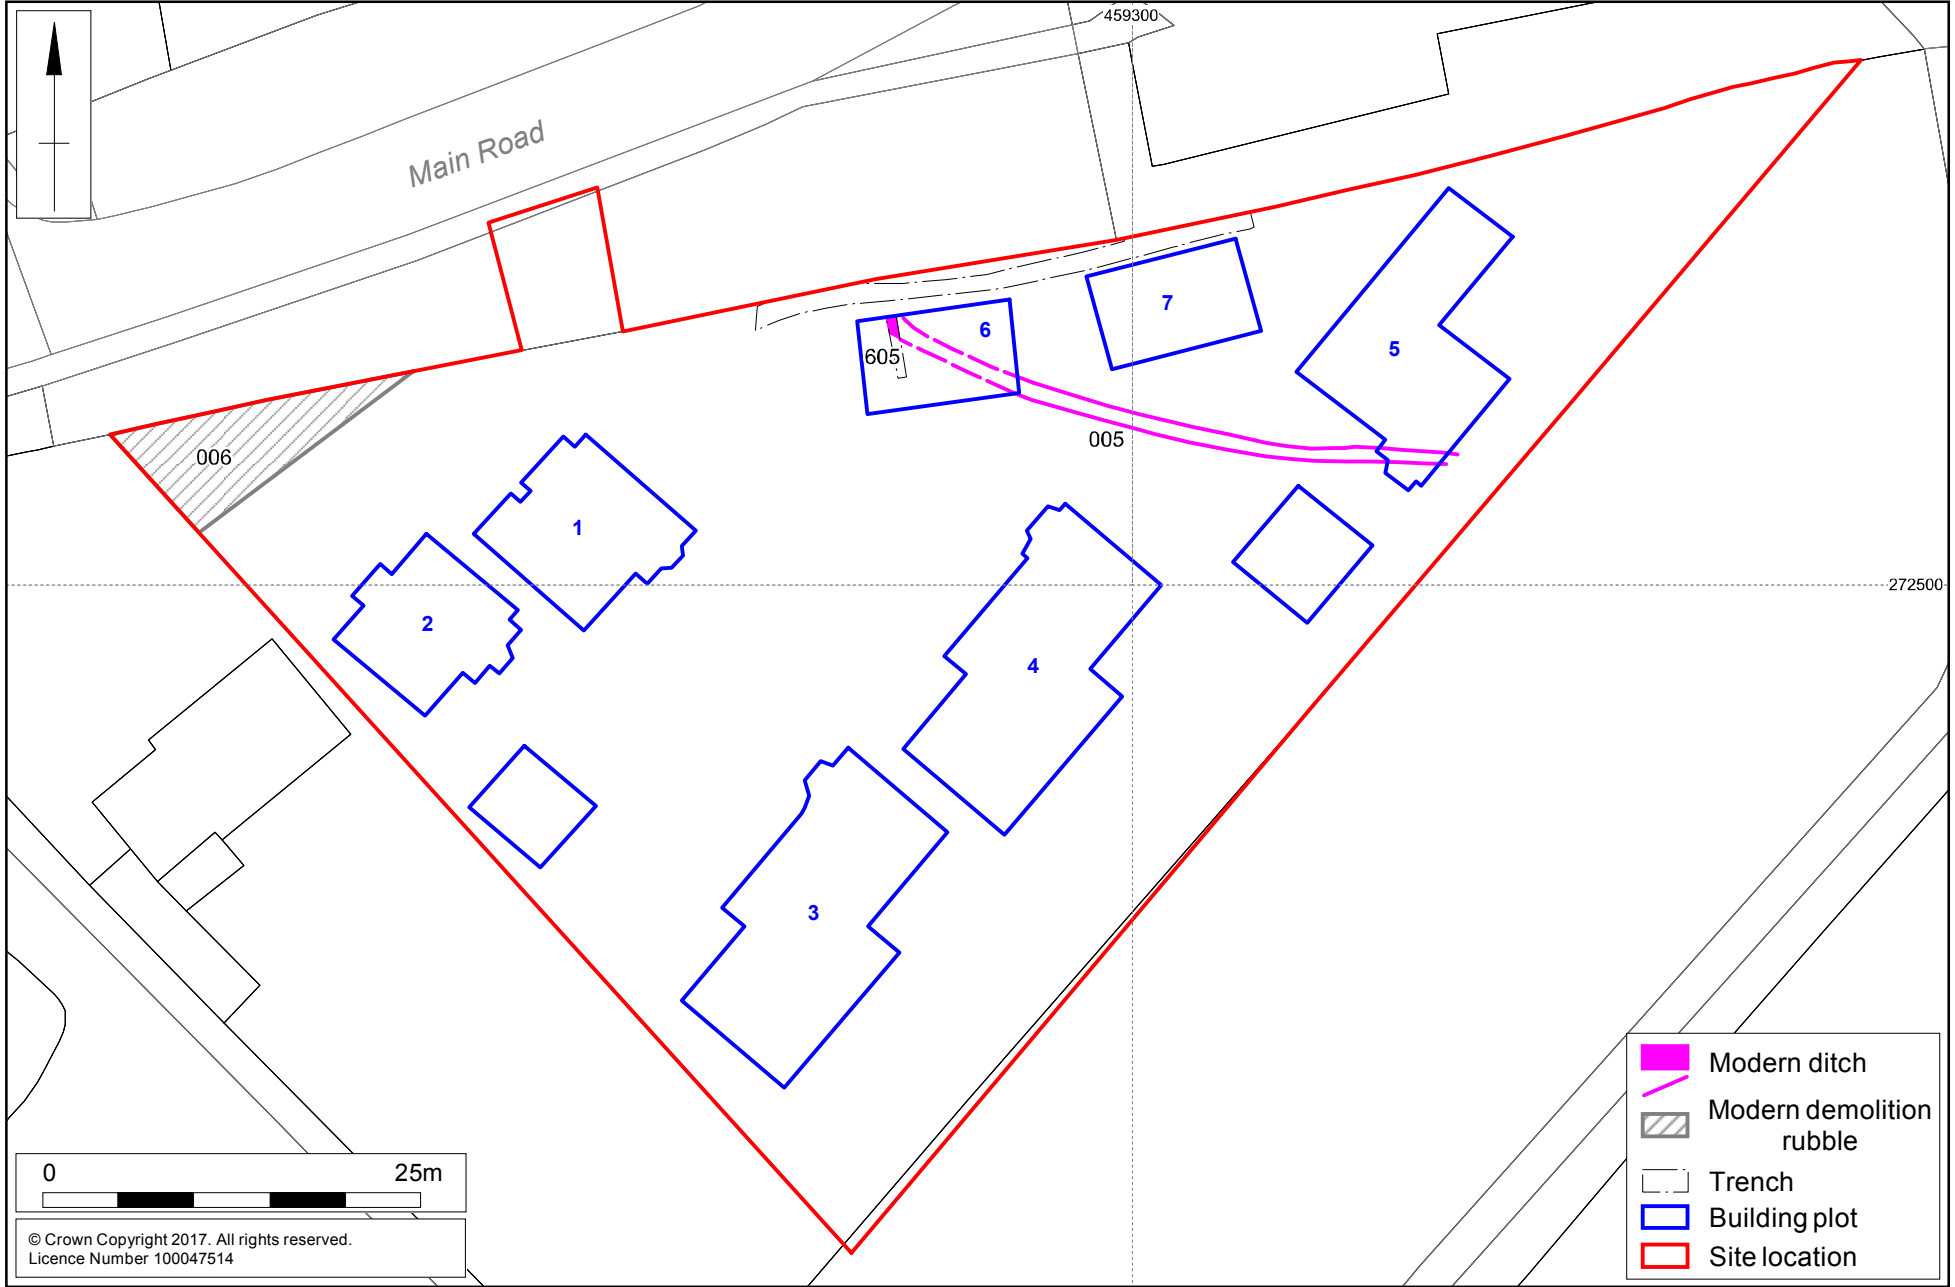 459300
Main Road
7
6
5
605
005
006
1
272500
2
4
3
Modern ditch
Modern demolition
rubble
Trench
Building plot
Site location
0 25m
© Crown Copyright 2017. All rights reserved.
Licence Number 100047514